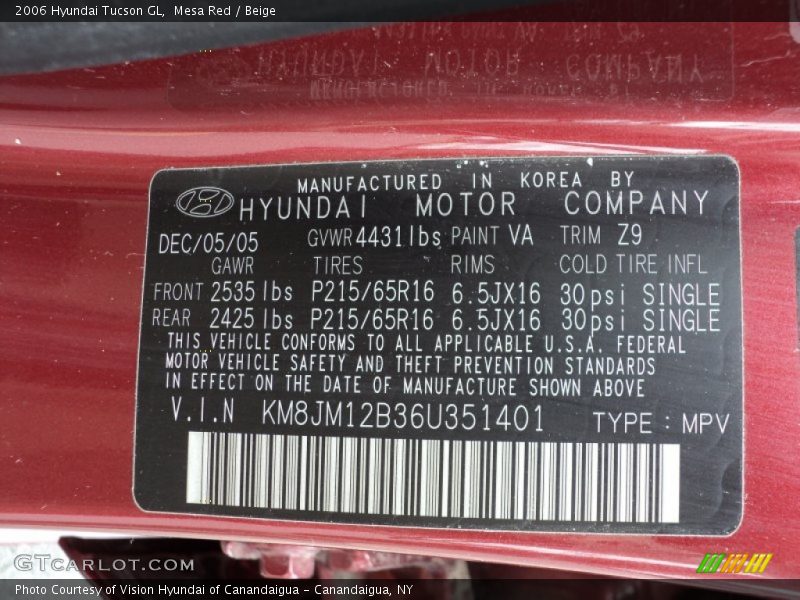 2006 Hyundai Tucson GL, Mesa Red / Beige
MANUFACTURED IN KOREA BY
HYUNDAI MOTOR COMPANY
DEC/05/05 GVWR 4431lbs PAINT VA TRIM Z9
GAWR TIRES RIMS COLD TIRE INFL
FRONT 2535 lbs P215/65R16 6.5JX16 30psi SINGLE
REAR 2425 lbs P215/65R16 6.5JX16 30psi SINGLE
THIS VEHICLE CONFORMS TO ALL APPLICABLE U.S.A. FEDERAL
MOTOR VEHICLE SAFETY AND THEFT PREVENTION STANDARDS
IN EFFECT ON THE DATE OF MANUFACTURE SHOWN ABOVE
V.I.N KM8JM12B36U351401 TYPE : MPV
GTCARLOT.COM
Photo Courtesy of Vision Hyundai of Canandaigua - Canandaigua, NY